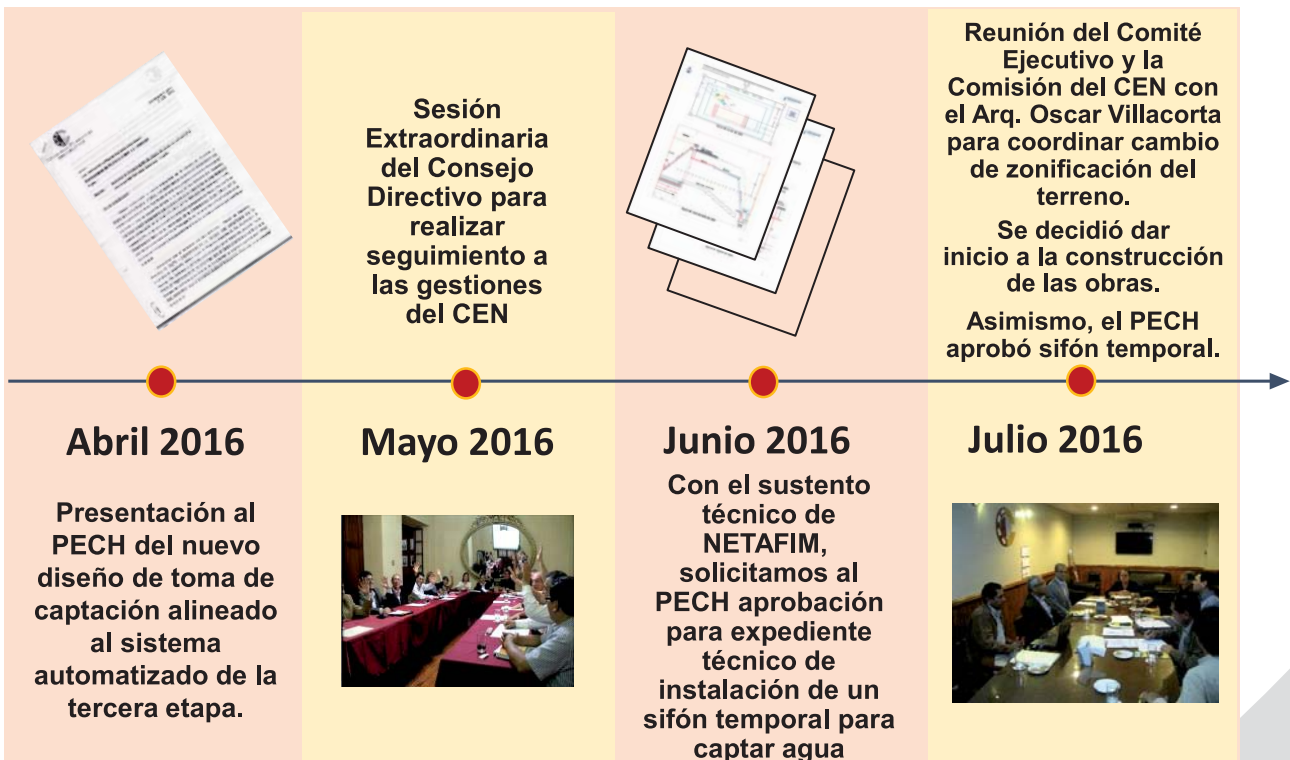 Abril 2016
Presentación al
PECH del nuevo
diseño de toma de
captación alineado
al sistema
automatizado de la
tercera etapa.
Sesión
Extraordinaria
del Consejo
Directivo para
realizar
seguimiento a
las gestiones
del CEN
Mayo 2016
Junio 2016
Con el sustento
técnico de
NETAFIM,
solicitamos al
PECH aprobación
para expediente
técnico de
instalación de un
sifón temporal para
captar agua
Reunión del Comité
Ejecutivo y la
Comisión del CEN con
el Arq. Oscar Villacorta
para coordinar cambio
de zonificación del
terreno.
Se decidió dar
inicio a la construcción
de las obras.
Asimismo, el PECH
aprobó sifón temporal.
Julio 2016